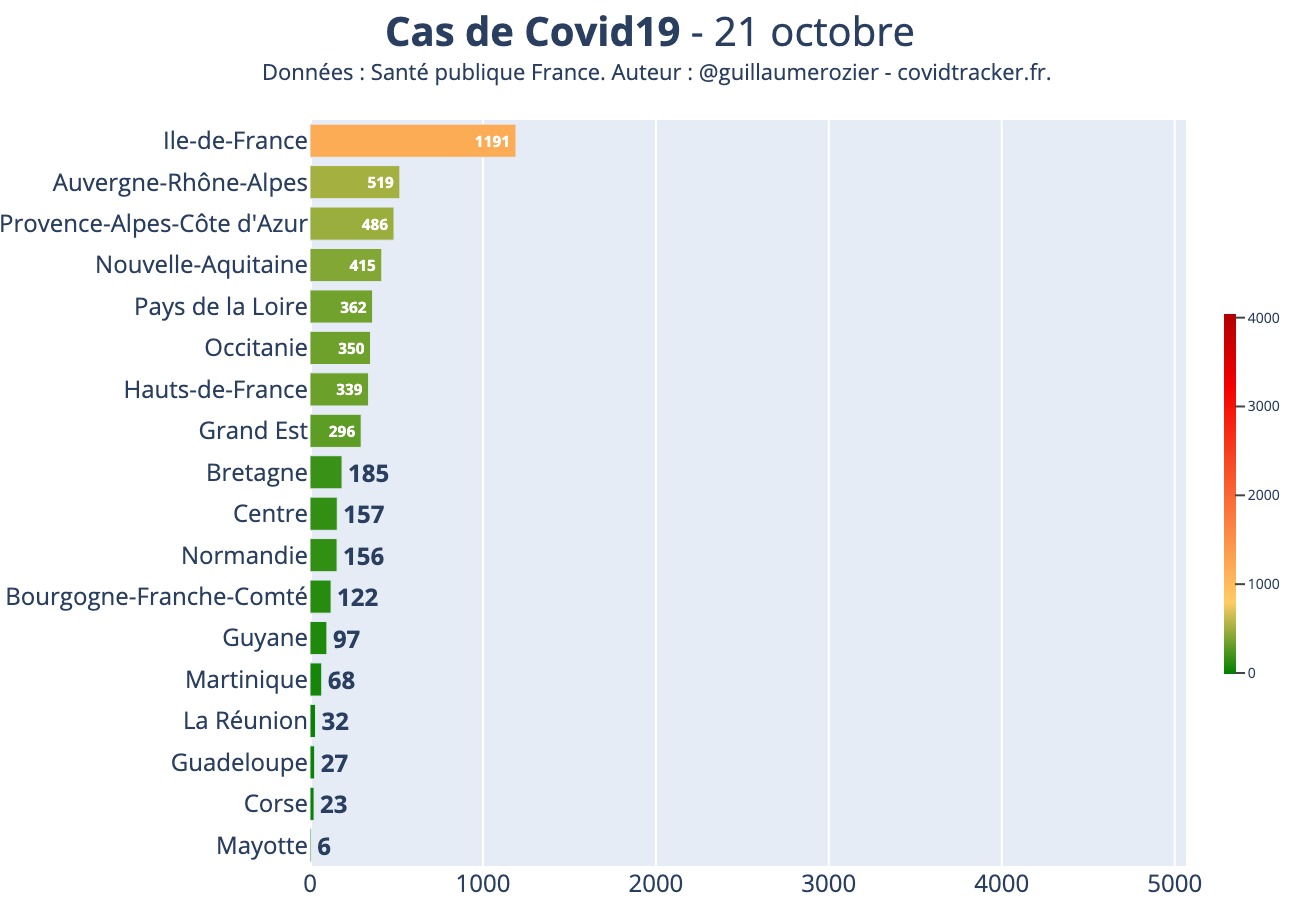 Cas de Covid19 - 21 octobre
Données : Santé publique France. Auteur : @guillaumerozier - covidtracker.fr.
Ile-de-France 1191
Auvergne-Rhône-Alpes 519
Provence-Alpes-Côte d'Azur 486
Nouvelle-Aquitaine 415
Pays de la Loire 362
Occitanie 350
Hauts-de-France 339
Grand Est 296
Bretagne 185
Centre 157
Normandie 156
Bourgogne-Franche-Comté 122
Guyane 97
Martinique 68
La Réunion 32
Guadeloupe 27
Corse 23
Mayotte 6
0 1000 2000 3000 4000 5000
4000
3000
2000
1000
0